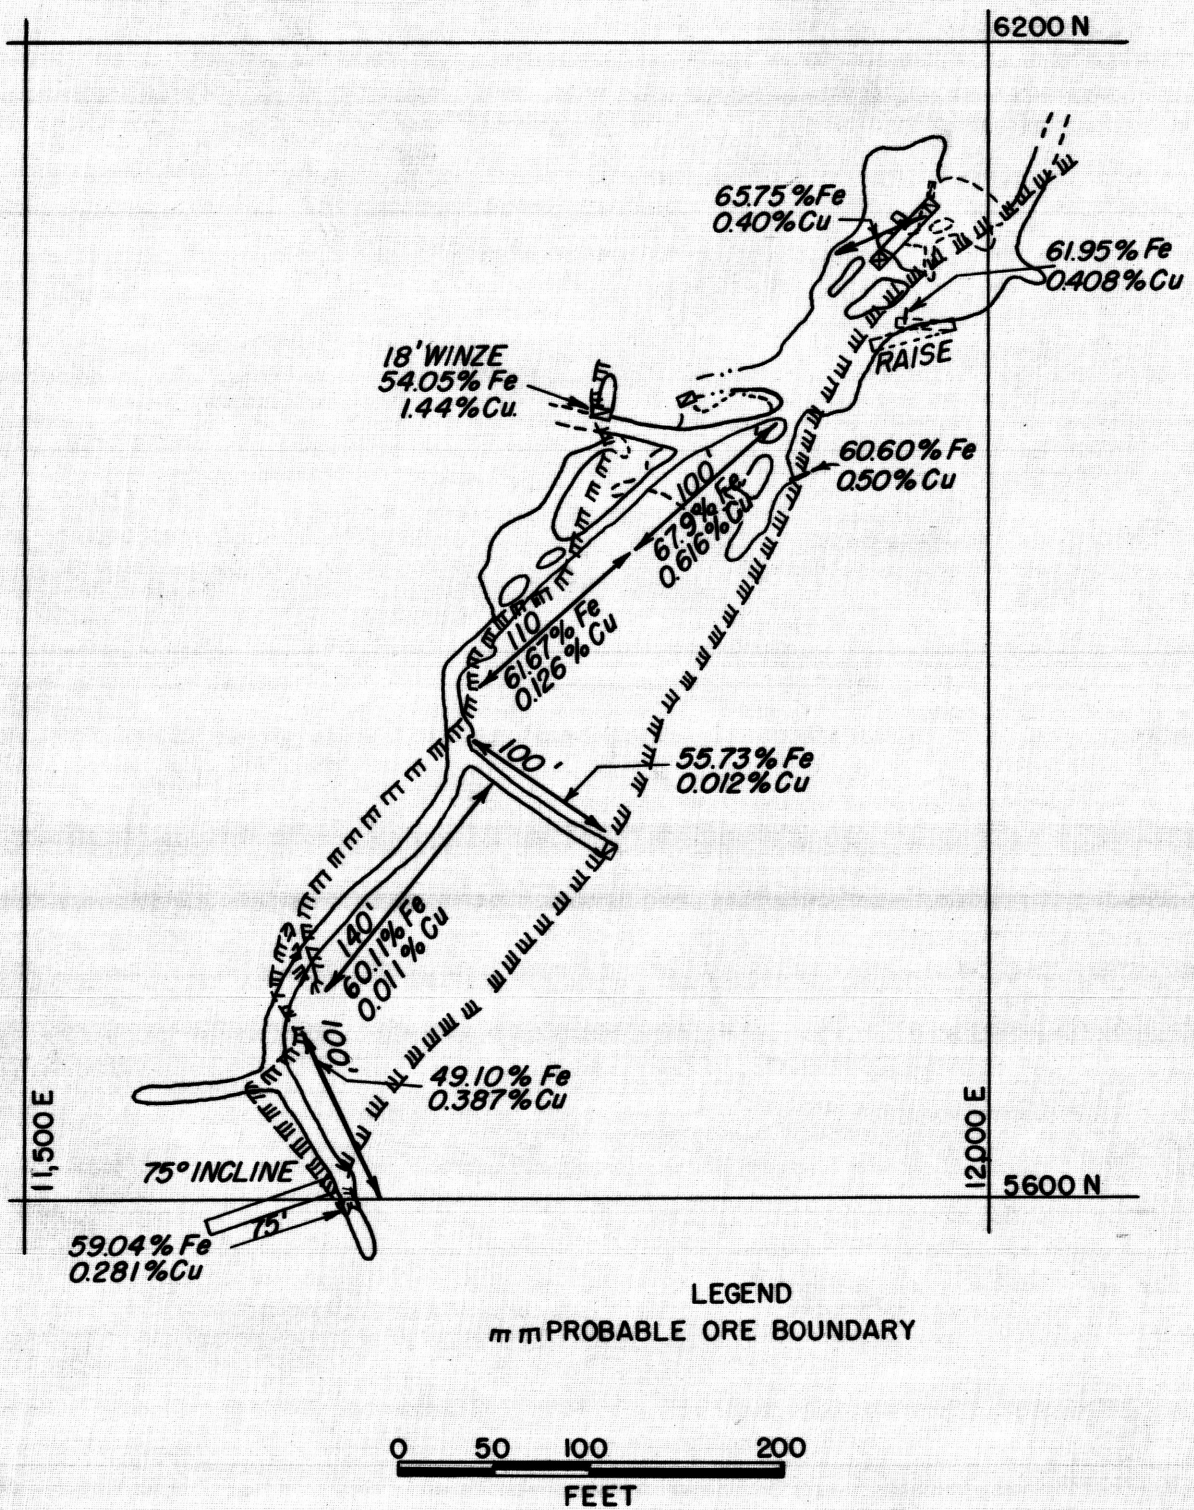 6200 N
65.75 % Fe
0.40% Cu
61.95% Fe
0.408% Cu
RAISE
18' WINZE
54.05% Fe
1.44% Cu.
60.60% Fe
0.50% Cu
100'
67.9% Fe
0.616% Cu
110
61.67% Fe
0.126 % Cu
100'
55.73% Fe
0.012% Cu
140'
60.11% Fe
0.011% Cu
100'
49.10% Fe
0.387% Cu
11,500 E
12000 E
75° INCLINE
5600 N
75'
59.04% Fe
0.281% Cu
LEGEND
m m PROBABLE ORE BOUNDARY
0 50 100 200
FEET